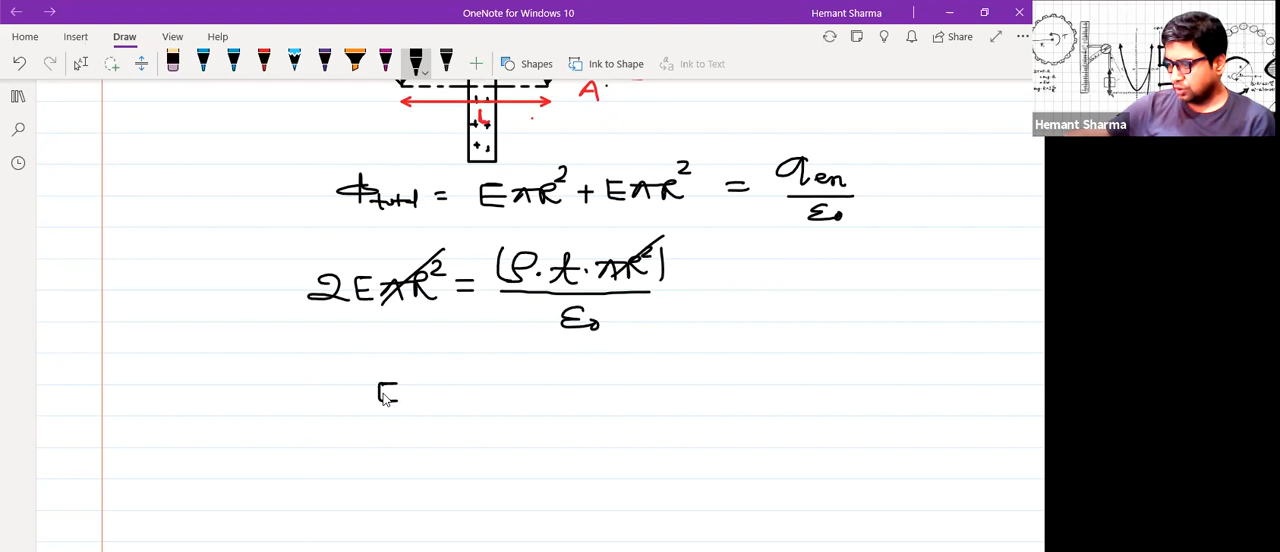 OneNote for Windows 10
Hemant Sharma
Home Insert Draw View Help
Share
Shapes
Ink to Shape
Ink to Text
A
L
Φtotal = EπR² + EπR² = qen/ε₀
2EπR² = (ρ.t.πR²)/ε₀
E
Hemant Sharma